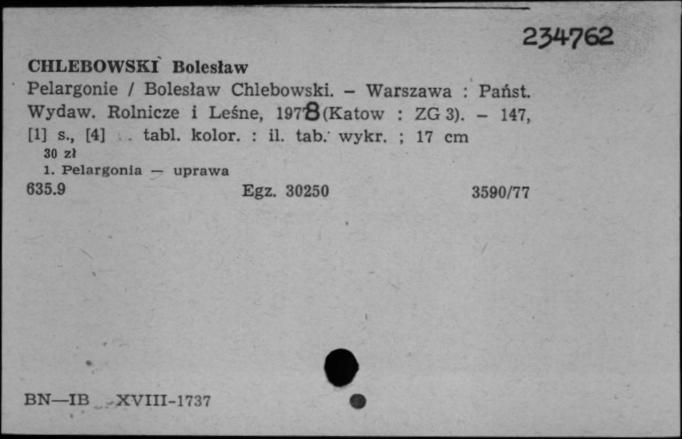 234762
CHLEBOWSKI Bolesław
Pelargonie / Bolesław Chlebowski. – Warszawa : Państ.
Wydaw. Rolnicze i Leśne, 1978 (Katow : ZG 3). – 147,
[1] s., [4] tabl. kolor. : il. tab. wykr. ; 17 cm
30 zł
1. Pelargonia — uprawa
635.9 Egz. 30250 3590/77
BN—IB XVIII-1737